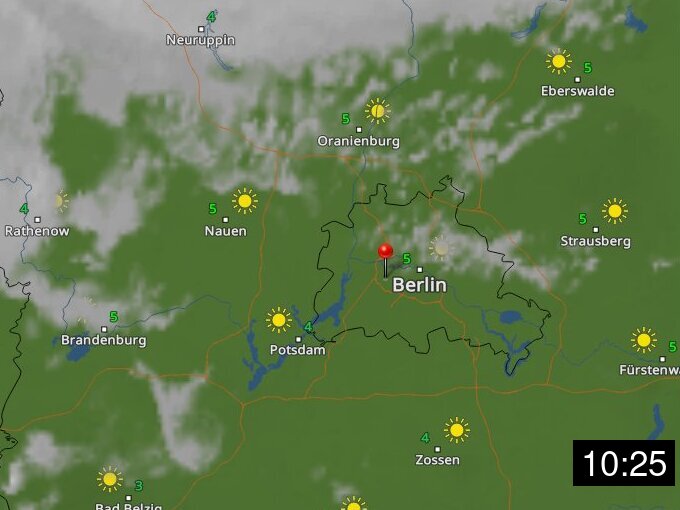 4
Neuruppin
5
Eberswalde
5
Oranienburg
4
Rathenow
5
Nauen
5
Strausberg
5
Berlin
5
Brandenburg
4
Potsdam
5
Fürstenwa
4
Zossen
3
Bad Belzig
10:25